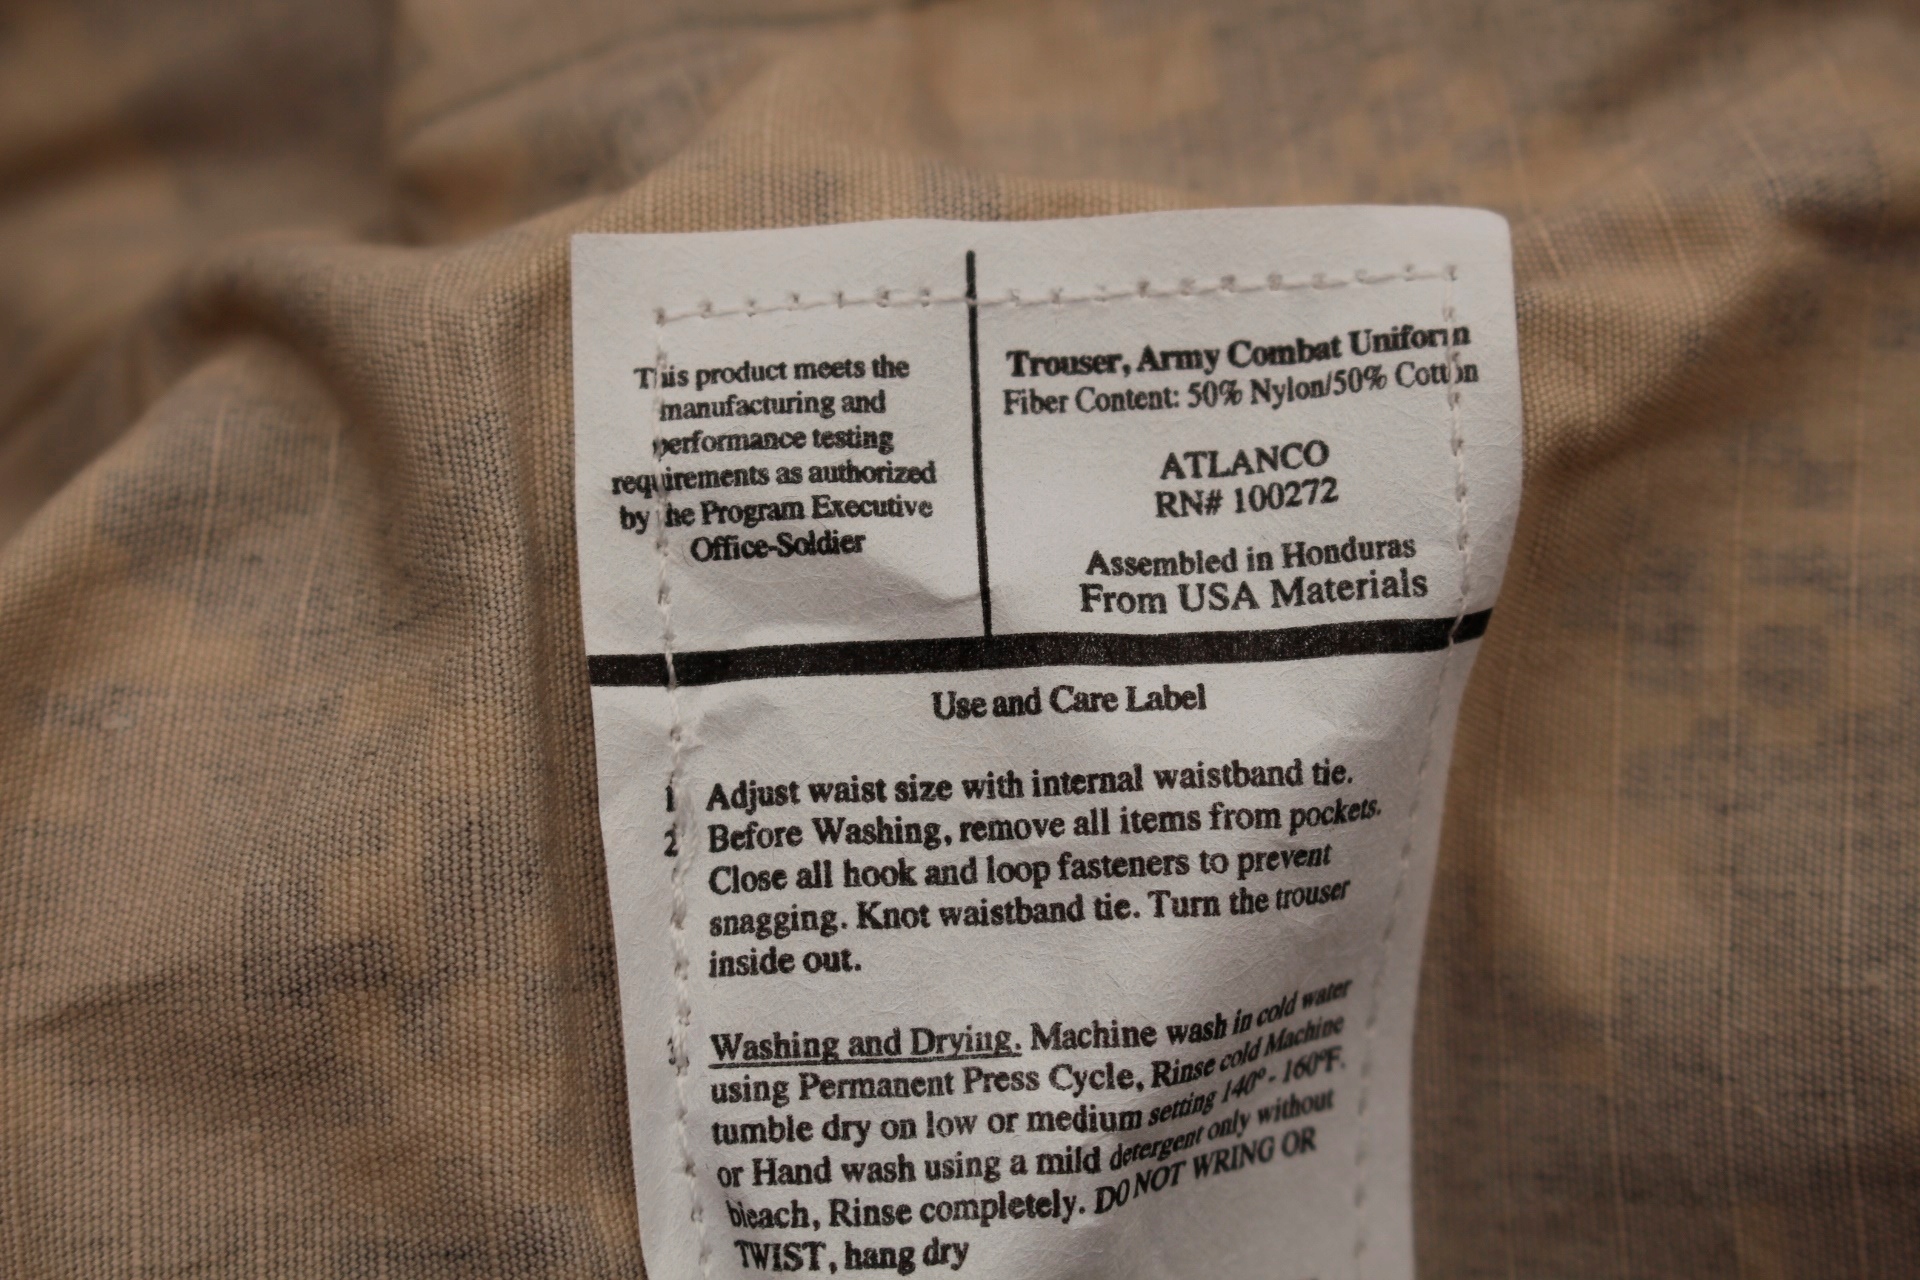 This product meets the
manufacturing and
performance testing
requirements as authorized
by the Program Executive
Office-Soldier
Trouser, Army Combat Uniform
Fiber Content: 50% Nylon/50% Cotton
ATLANCO
RN# 100272
Assembled in Honduras
From USA Materials
Use and Care Label
1 Adjust waist size with internal waistband tie.
2 Before Washing, remove all items from pockets.
Close all hook and loop fasteners to prevent
snagging. Knot waistband tie. Turn the trouser
inside out.
Washing and Drying. Machine wash in cold water
using Permanent Press Cycle, Rinse cold Machine
tumble dry on low or medium setting 140° - 160°F.
or Hand wash using a mild detergent only without
bleach, Rinse completely. DO NOT WRING OR
TWIST, hang dry